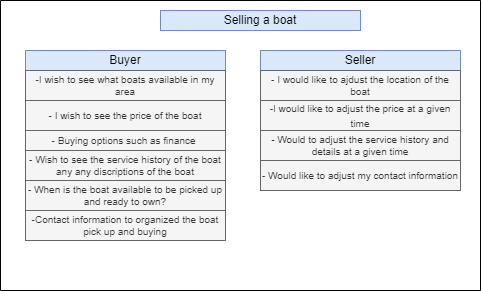 Selling a boat
Buyer
-I wish to see what boats available in my
area
- I wish to see the price of the boat
- Buying options such as finance
- Wish to see the service history of the boat
any any discriptions of the boat
- When is the boat available to be picked up
and ready to own?
-Contact information to organized the boat
pick up and buying
Seller
- I would like to ajdust the location of the
boat
-I would like to adjust the price at a given
time
- Would to adjust the service history and
details at a given time
- Would like to adjust my contact information